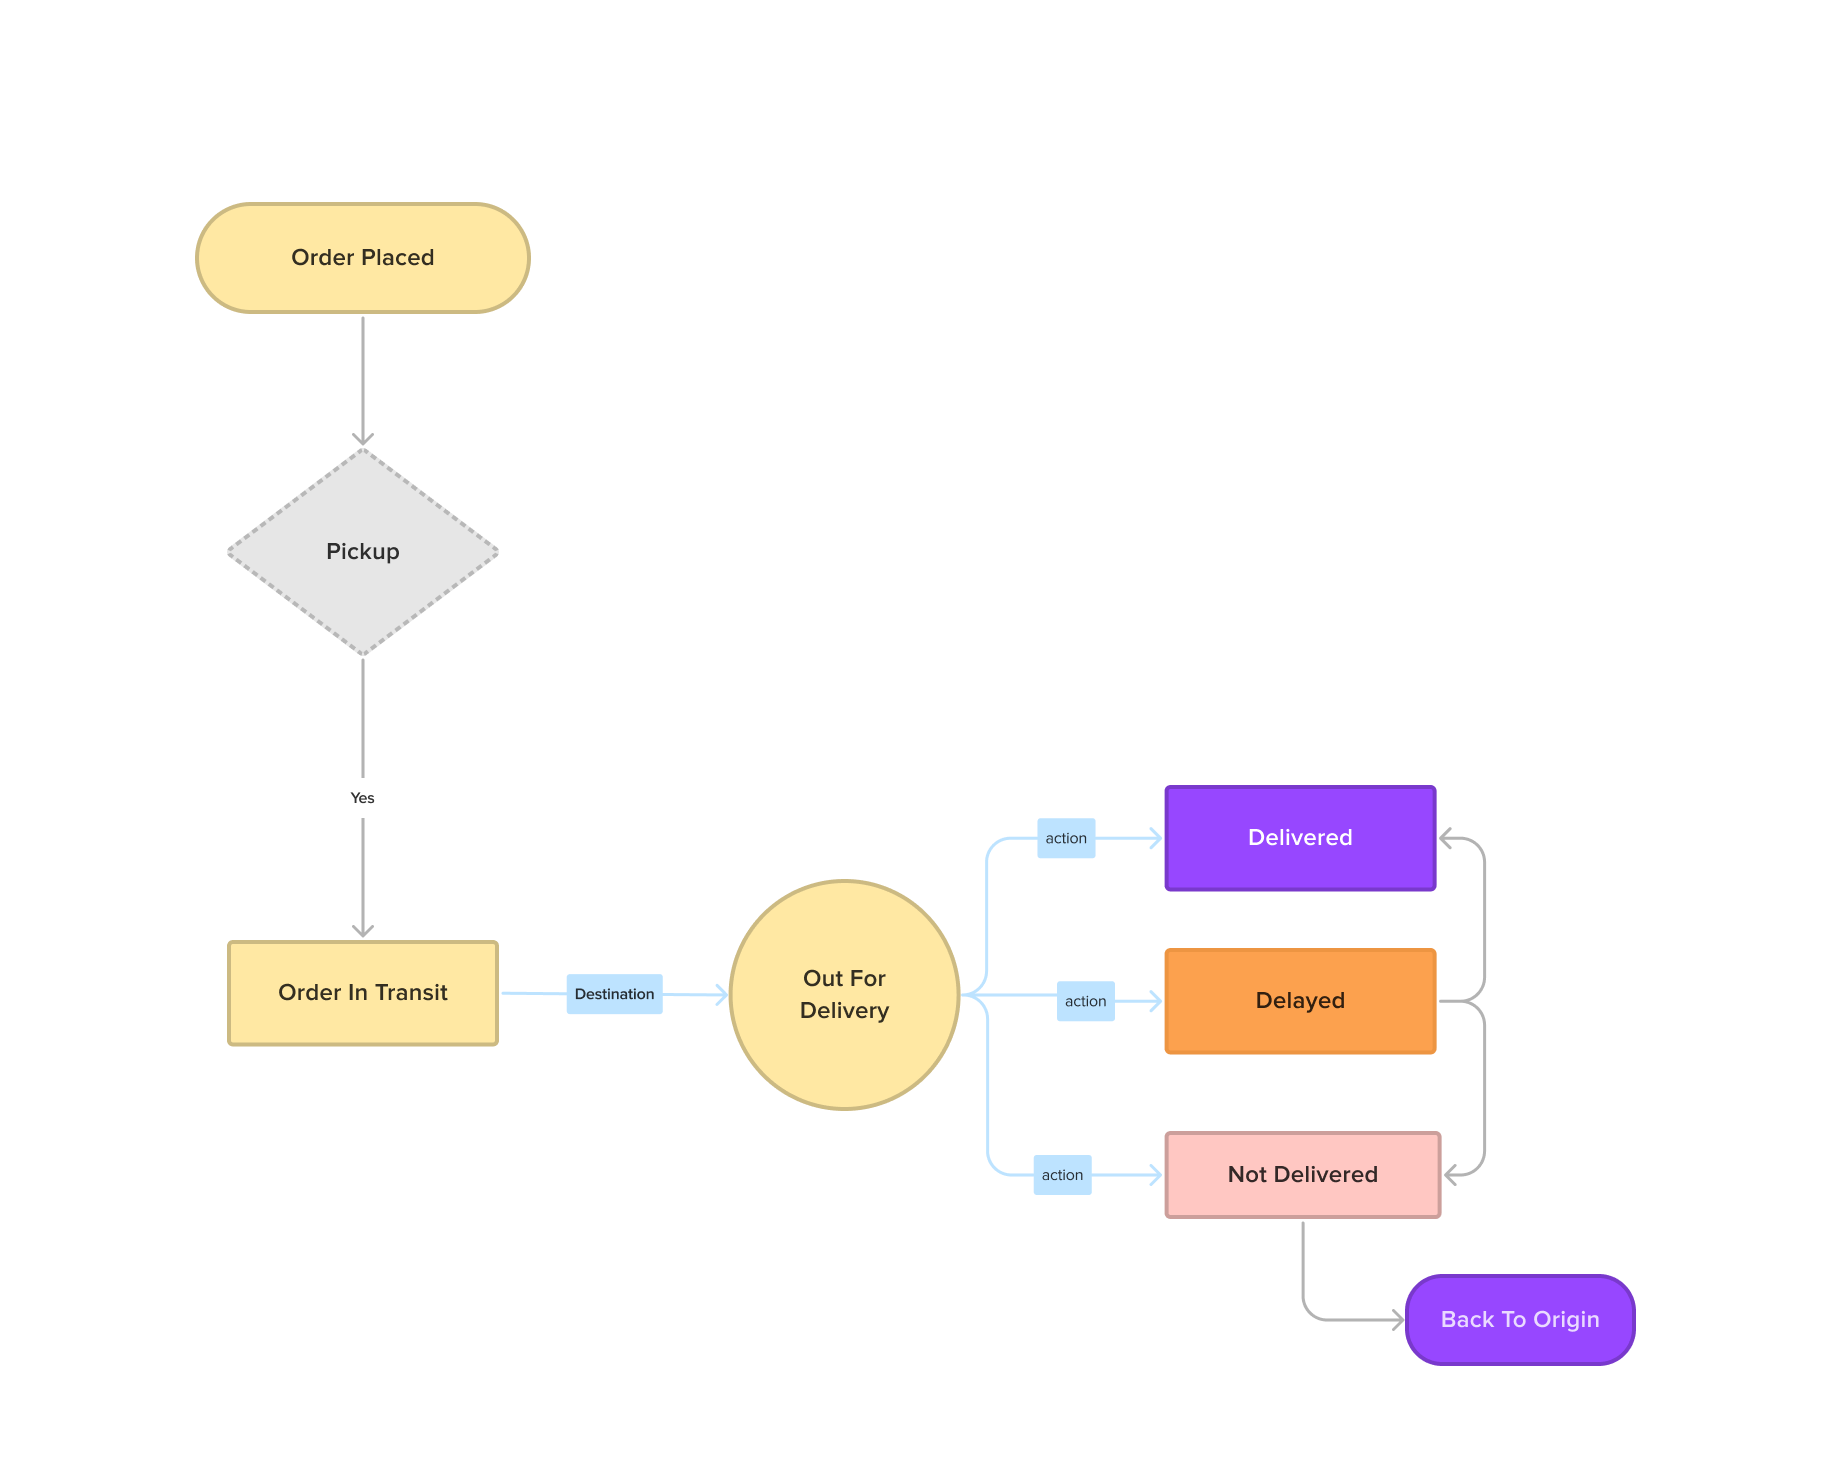 Order Placed
Pickup
Yes
Order In Transit
Destination
Out For
Delivery
action
Delivered
action
Delayed
action
Not Delivered
Back To Origin